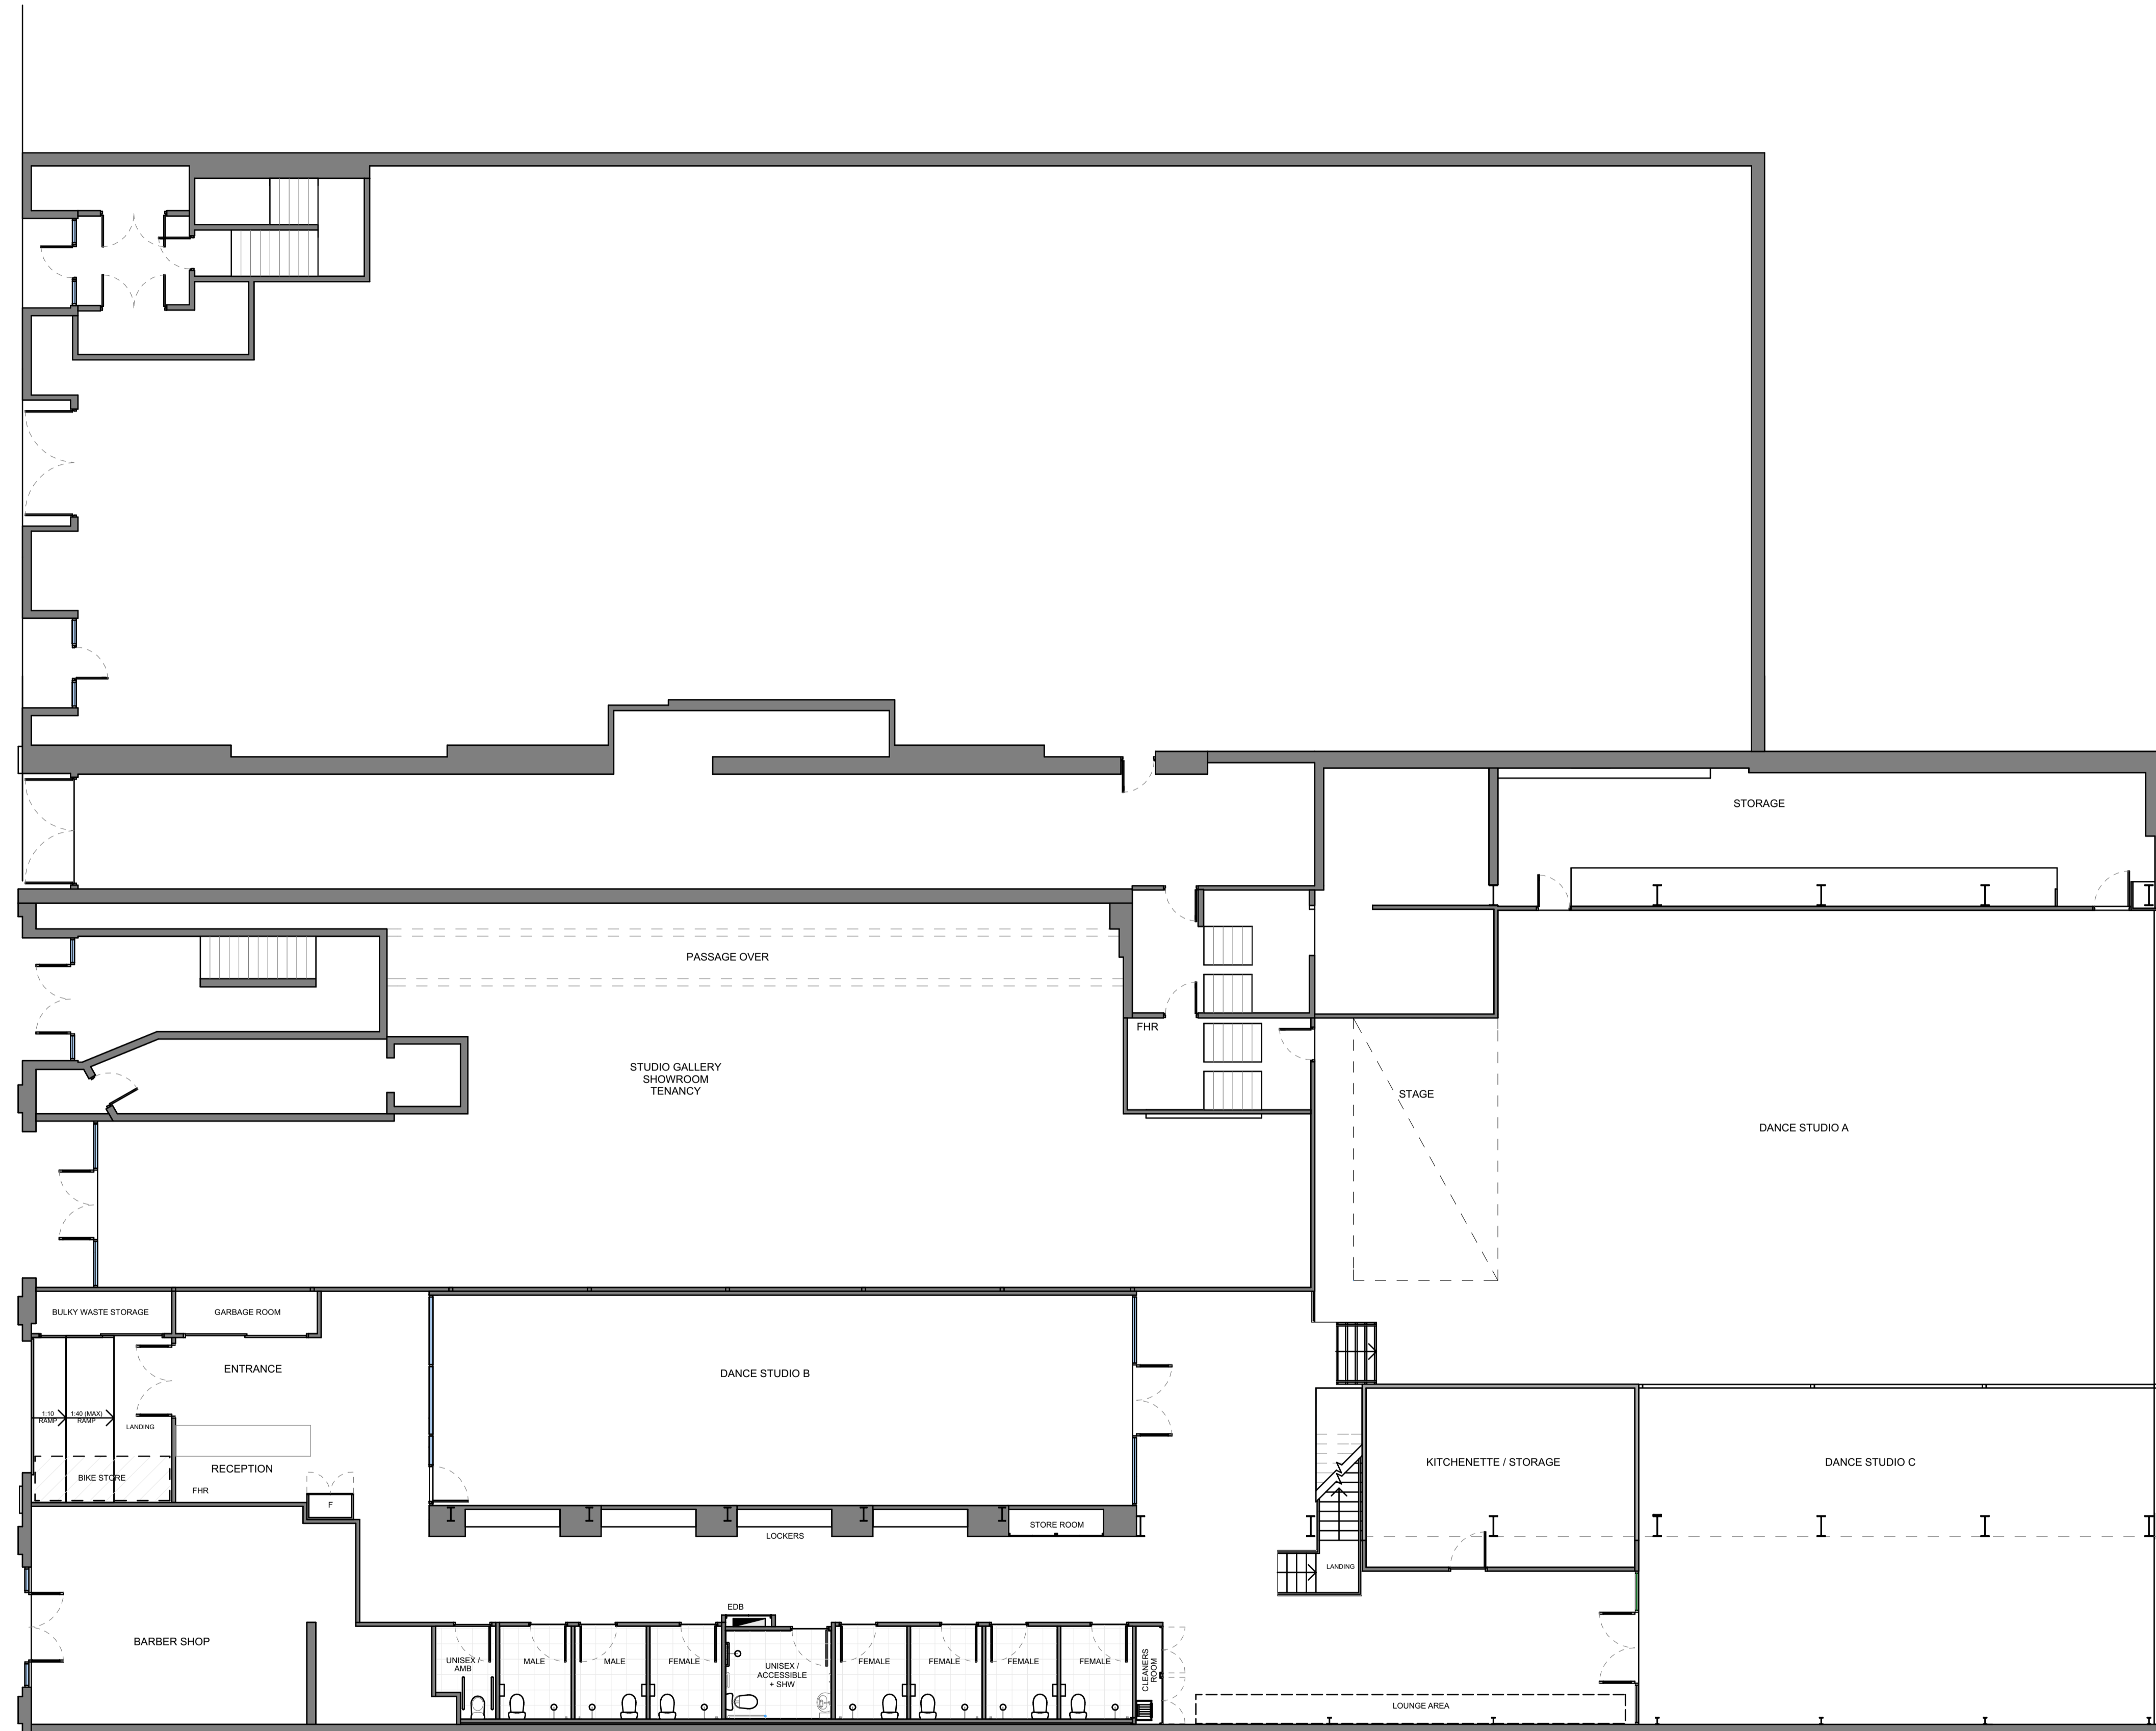 STORAGE
PASSAGE OVER
FHR
STUDIO GALLERY
SHOWROOM
TENANCY
STAGE
DANCE STUDIO A
BULKY WASTE STORAGE
GARBAGE ROOM
ENTRANCE
DANCE STUDIO B
1:10
RAMP
1:40 (MAX)
RAMP
LANDING
RECEPTION
BIKE STORE
FHR
F
KITCHENETTE / STORAGE
DANCE STUDIO C
STORE ROOM
LOCKERS
LANDING
EDB
BARBER SHOP
UNISEX /
AMB
MALE
MALE
FEMALE
UNISEX /
ACCESSIBLE
+ SHW
FEMALE
FEMALE
FEMALE
FEMALE
CLEANERS
ROOM
LOUNGE AREA